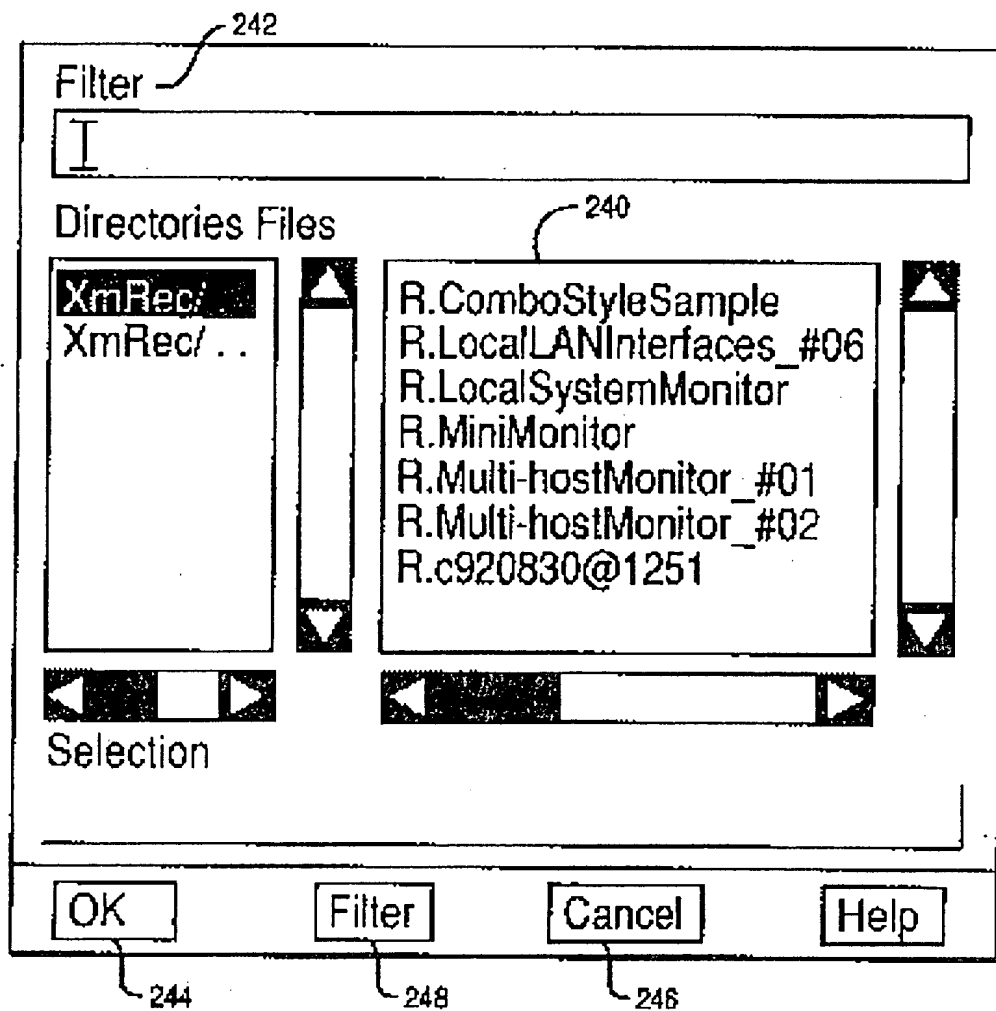 242
Filter
Directories Files
240
XmRec/ .
XmRec/ . .
R.ComboStyleSample
R.LocalLANInterfaces_#06
R.LocalSystemMonitor
R.MiniMonitor
R.Multi-hostMonitor_#01
R.Multi-hostMonitor_#02
R.c920830@1251
Selection
OK Filter Cancel Help
244 248 246